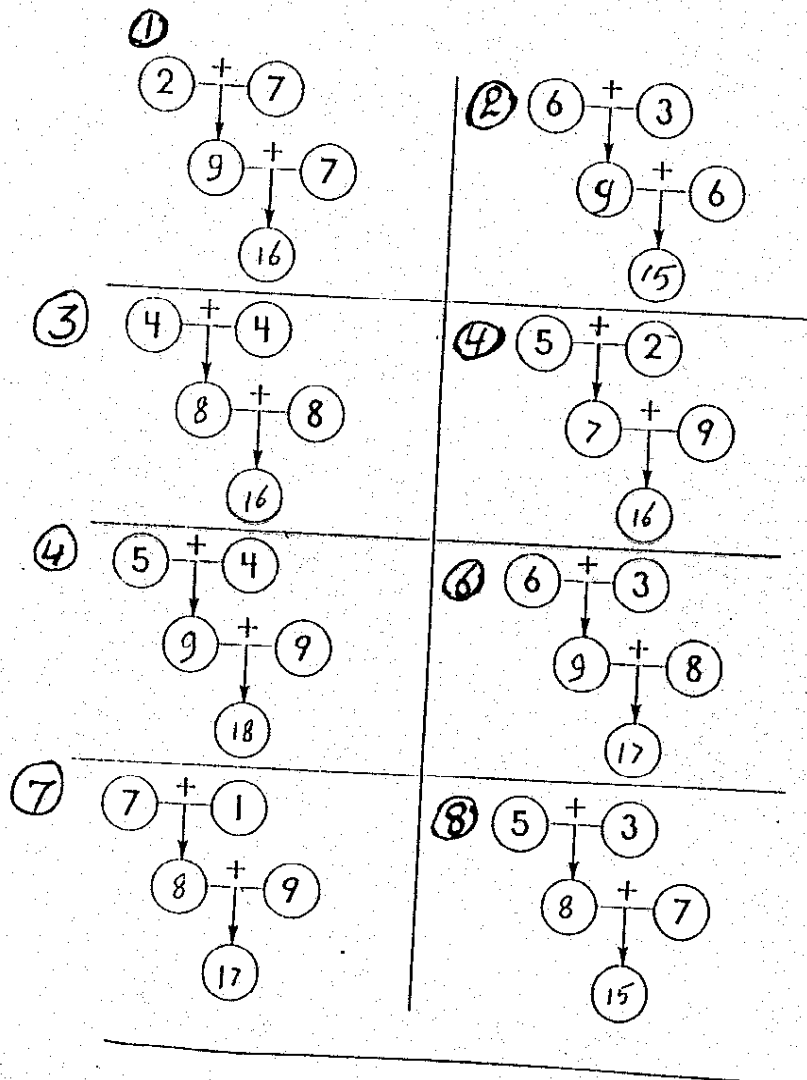 ①
2 + 7
9 + 7
16
② 6 + 3
9 + 6
15
③ 4 + 4
8 + 8
16
④ 5 + 2
7 + 9
16
④ 5 + 4
9 + 9
18
⑥ 6 + 3
9 + 8
17
⑦ 7 + 1
8 + 9
17
⑧ 5 + 3
8 + 7
15